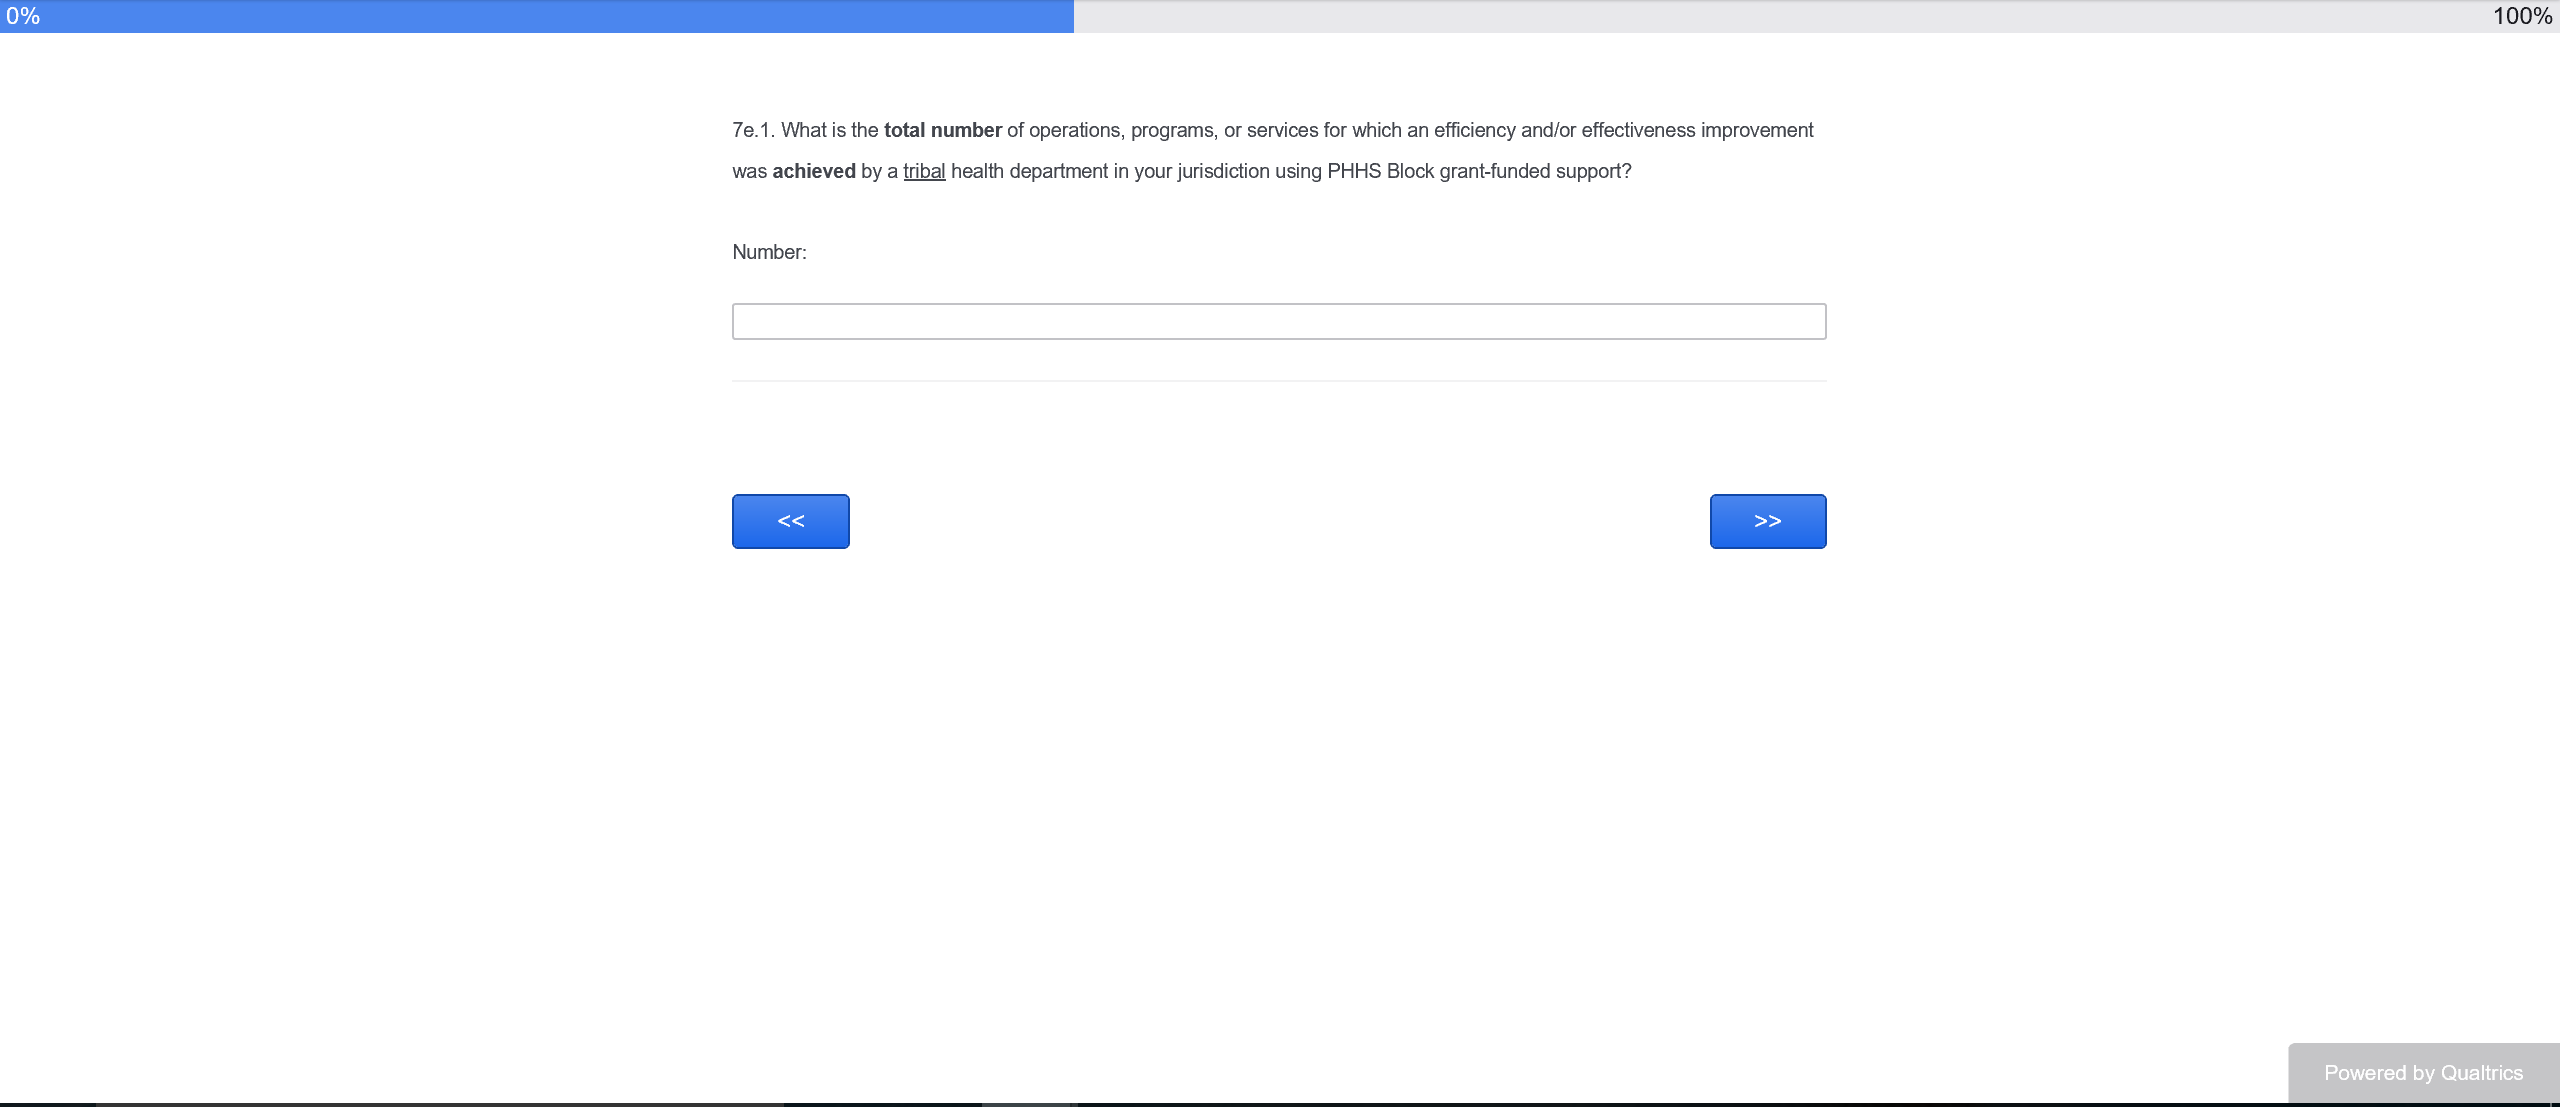 0%
100%
7e.1. What is the total number of operations, programs, or services for which an efficiency and/or effectiveness improvement
was achieved by a tribal health department in your jurisdiction using PHHS Block grant-funded support?
Number:
<<
>>
Powered by Qualtrics